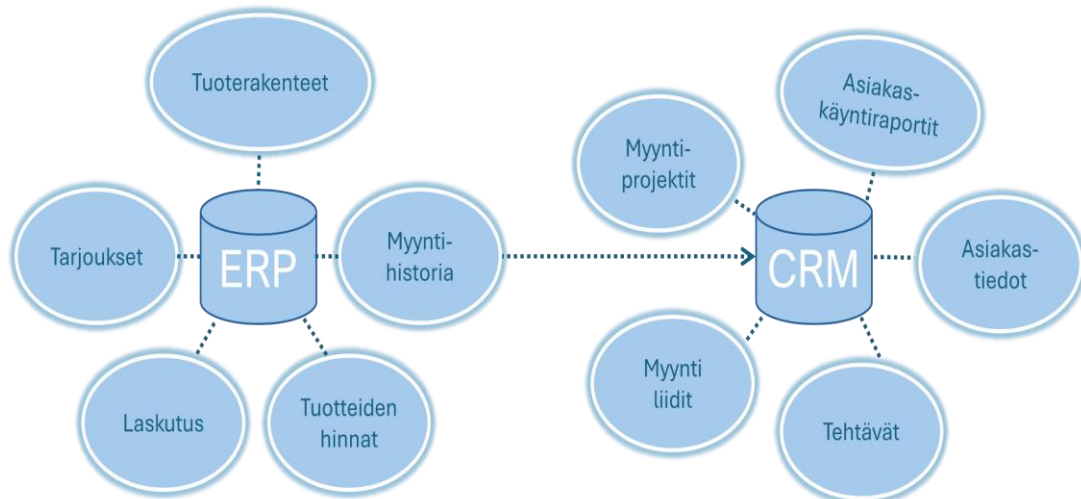 Tuoterakenteet
Asiakas-
käyntiraportit
Myynti-
projektit
Tarjoukset
ERP
Myynti-
historia
CRM
Asiakas-
tiedot
Laskutus
Tuotteiden
hinnat
Myynti
liidit
Tehtävät